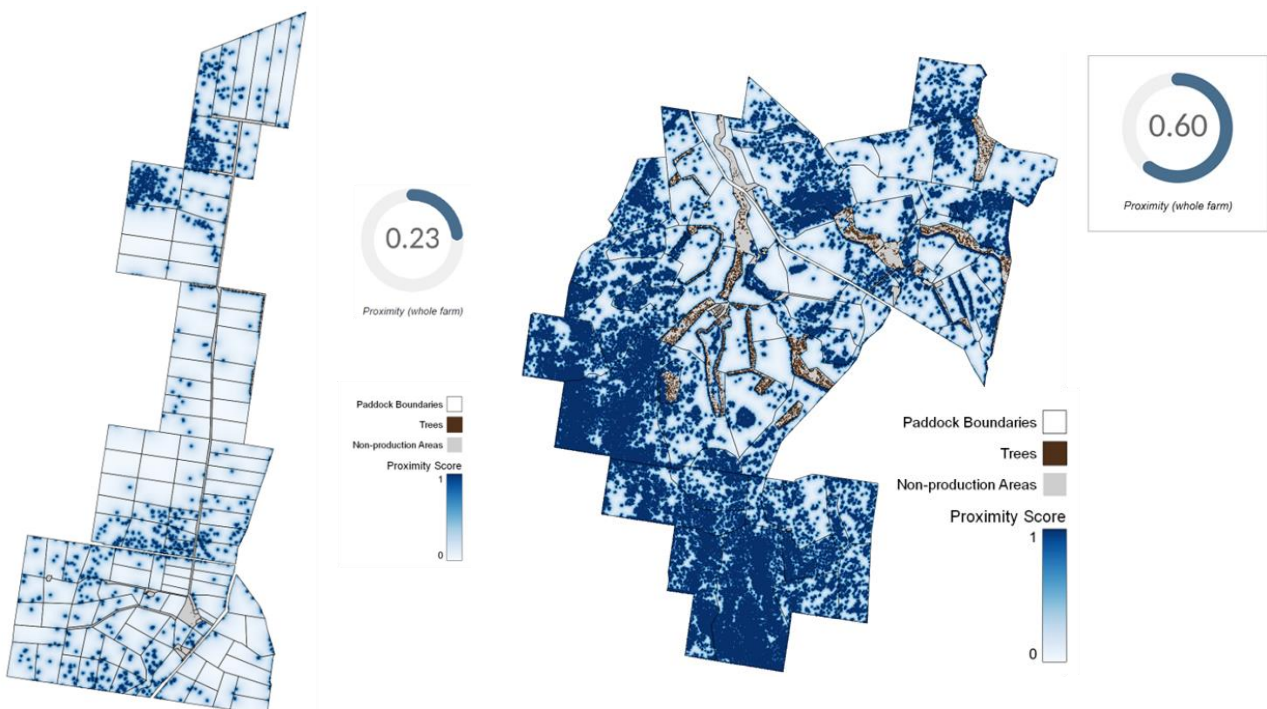 0.23
Proximity (whole farm)
Paddock Boundaries
Trees
Non-production Areas
Proximity Score
1
0
0.60
Proximity (whole farm)
Paddock Boundaries
Trees
Non-production Areas
Proximity Score
1
0